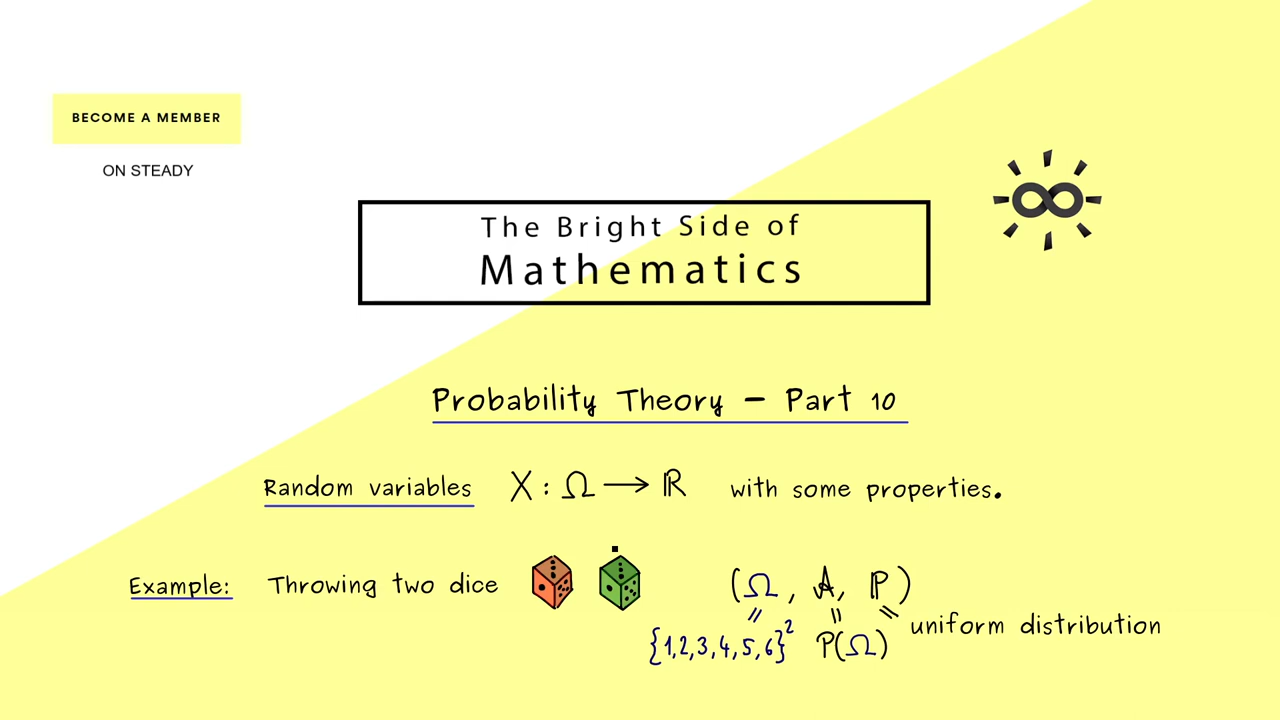 BECOME A MEMBER
ON STEADY
The Bright Side of
Mathematics
Probability Theory – Part 10
Random variables X : Ω ⟶ ℝ with some properties.
Example: Throwing two dice (Ω, 𝔸, ℙ)
{1,2,3,4,5,6}² P(Ω) uniform distribution